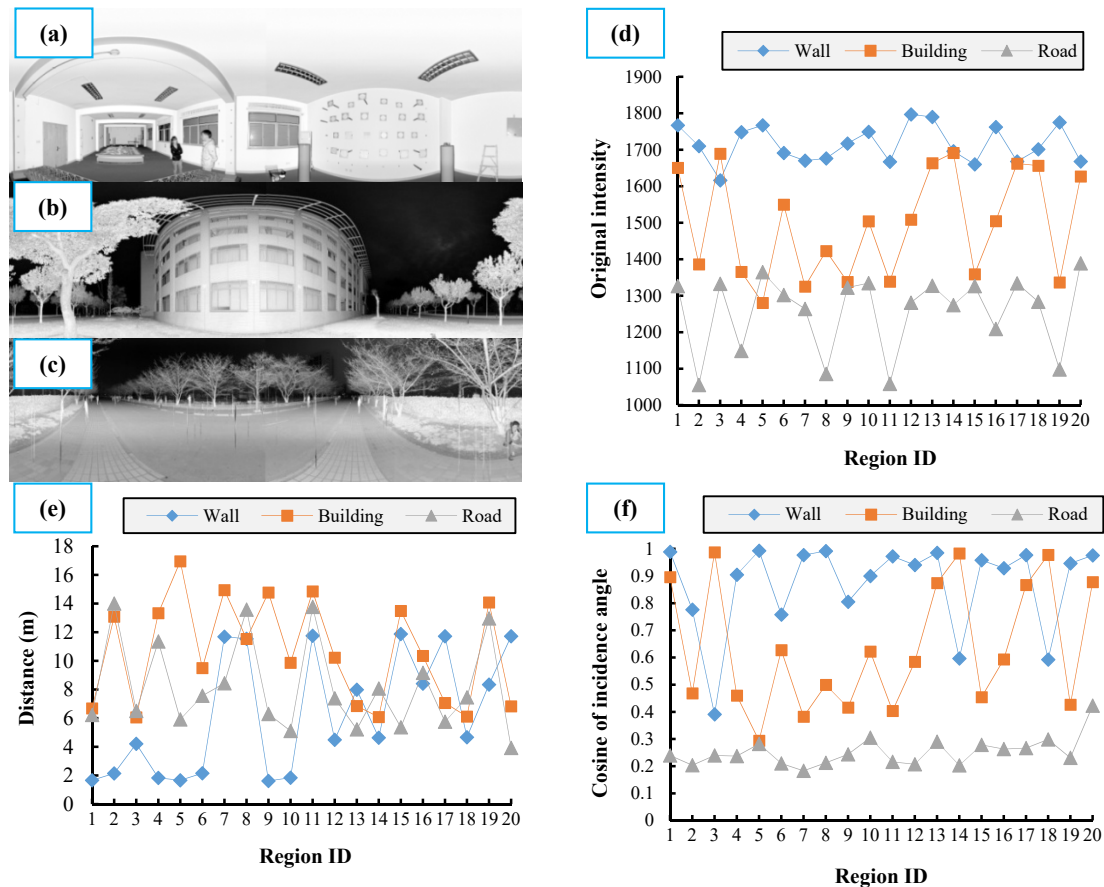 (a)
(b)
(c)
(d)
Wall Building Road
1900
1800
1700
1600
1500
1400
1300
1200
1100
1000
Original intensity
1 2 3 4 5 6 7 8 9 10 11 12 13 14 15 16 17 18 19 20
Region ID
(e)
Wall Building Road
18
16
14
12
10
8
6
4
2
0
Distance (m)
1 2 3 4 5 6 7 8 9 10 11 12 13 14 15 16 17 18 19 20
Region ID
(f)
Wall Building Road
1
0.9
0.8
0.7
0.6
0.5
0.4
0.3
0.2
0.1
0
Cosine of incidence angle
1 2 3 4 5 6 7 8 9 10 11 12 13 14 15 16 17 18 19 20
Region ID